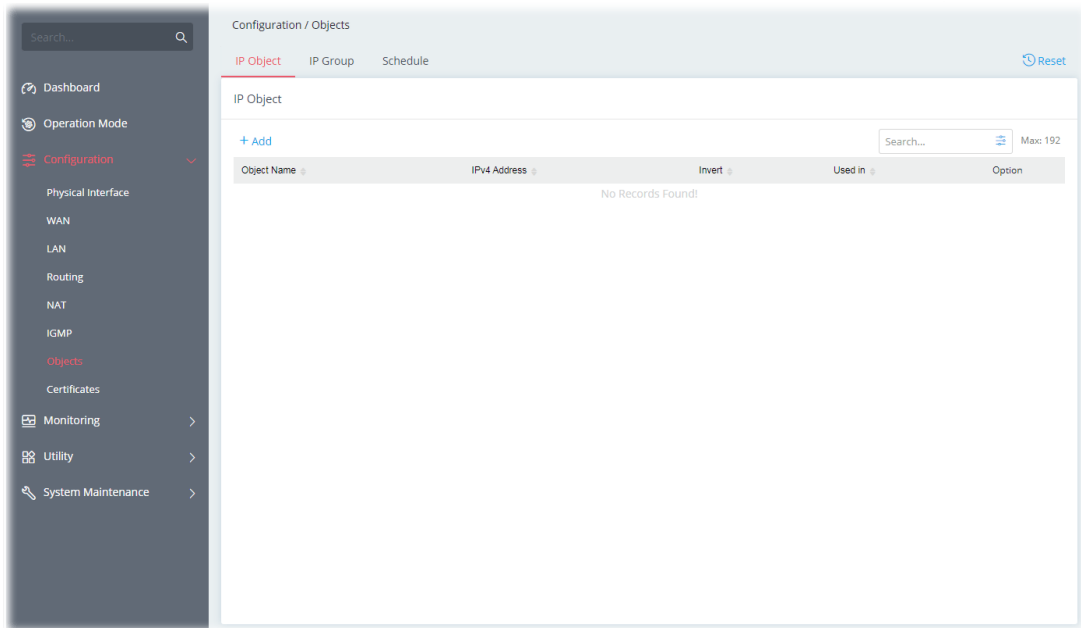 Search...
Dashboard
Operation Mode
Configuration
Physical Interface
WAN
LAN
Routing
NAT
IGMP
Objects
Certificates
Monitoring
Utility
System Maintenance
Configuration / Objects
IP Object IP Group Schedule Reset
IP Object
+ Add Search... Max: 192
Object Name IPv4 Address Invert Used in Option
No Records Found!